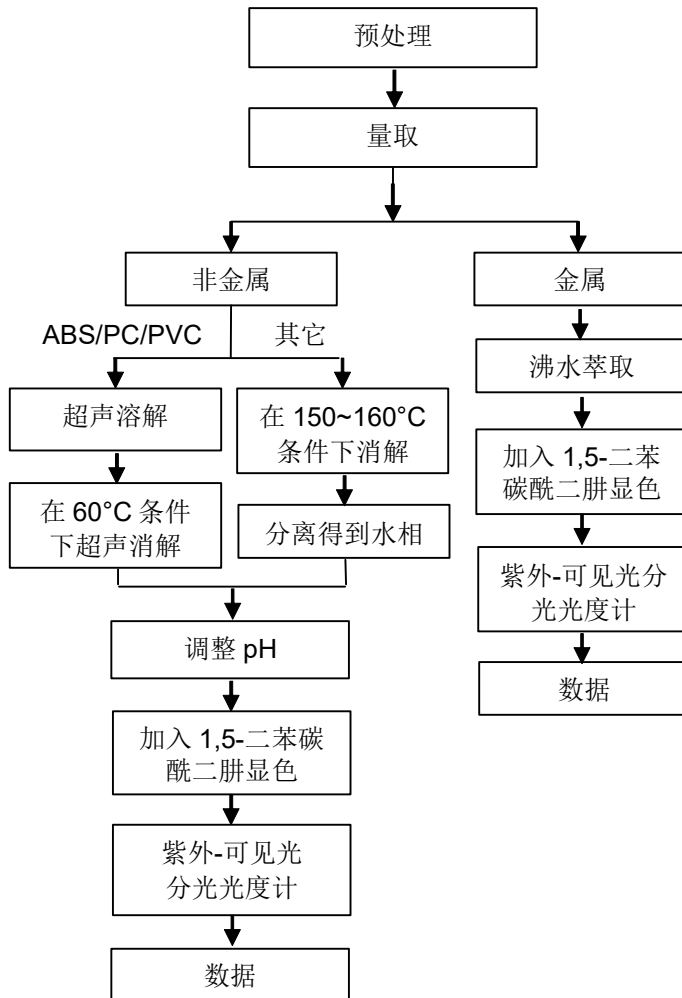 预处理
量取
非金属
金属
ABS/PC/PVC
其它
沸水萃取
超声溶解
在 150~160°C
条件下消解
加入 1,5-二苯
碳酰二肼显色
在 60°C 条件
下超声消解
分离得到水相
紫外-可见光分
光光度计
调整 pH
数据
加入 1,5-二苯碳
酰二肼显色
紫外-可见光
分光光度计
数据